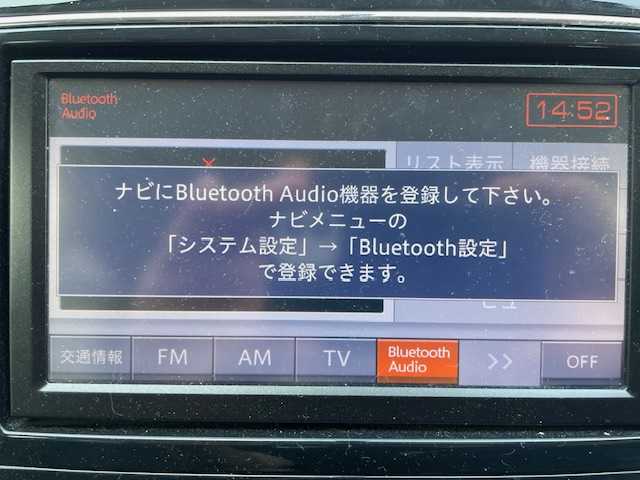 Bluetooth
Audio
14:52
リスト表示 機器接続
ナビにBluetooth Audio機器を登録して下さい。
ナビメニューの
「システム設定」→「Bluetooth設定」
で登録できます。
交通情報 FM AM TV Bluetooth Audio >> OFF